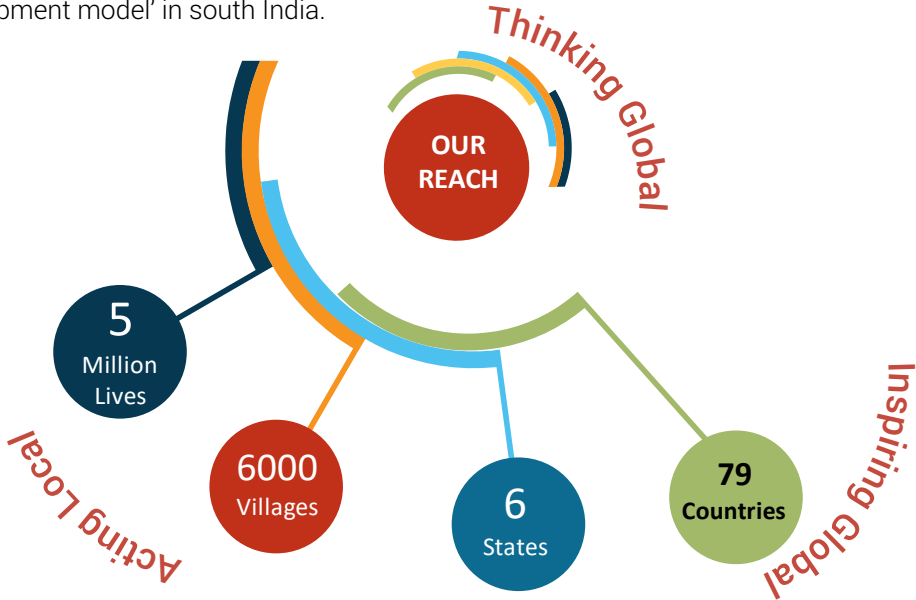 pment model’ in south India.
Thinking Global
OUR
REACH
5
Million
Lives
6000
Villages
6
States
79
Countries
Acting Local
Inspiring Global